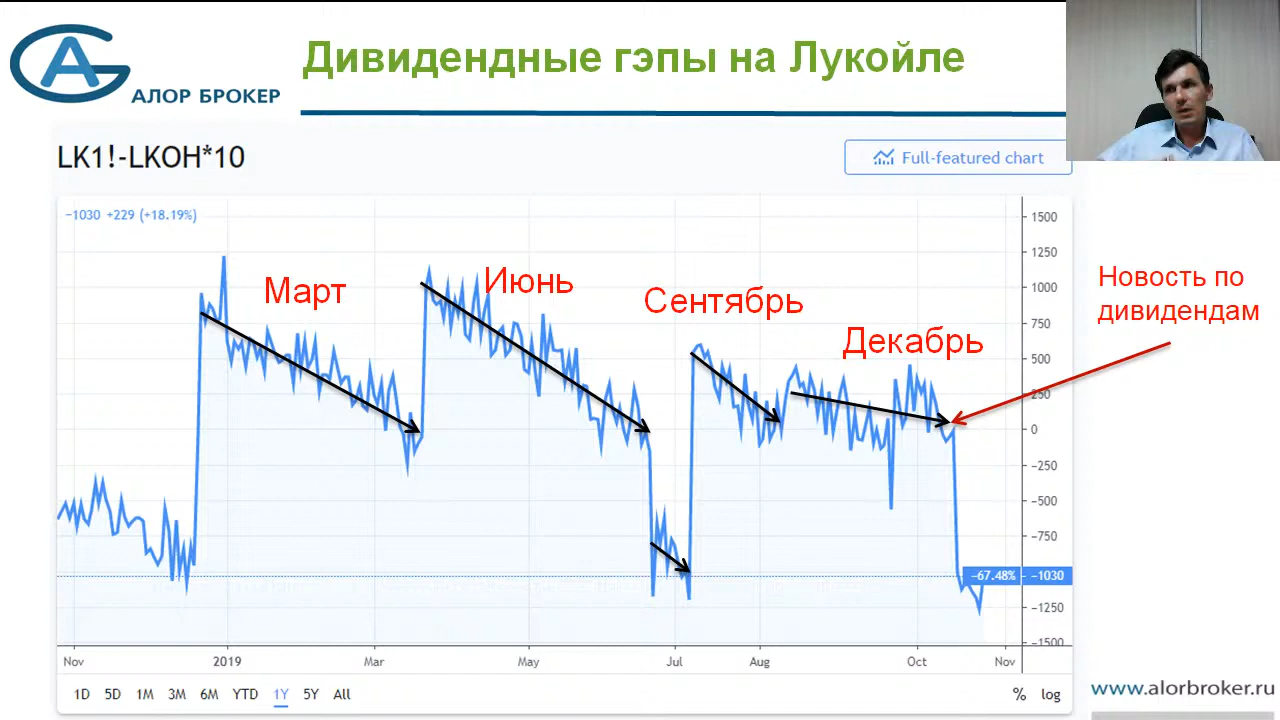 АЛОР БРОКЕР
Дивидендные гэпы на Лукойле
LK1!-LKOH*10
Full-featured chart
−1030 +229 (+18.19%)
1500
1250
1000
750
500
250
0
−250
−500
−750
−67.48%
−1030
−1250
−1500
Март
Июнь
Сентябрь
Декабрь
Новость по
дивидендам
Nov
2019
Mar
May
Jul
Aug
Oct
Nov
1D 5D 1M 3M 6M YTD 1Y 5Y All
% log
www.alorbroker.ru